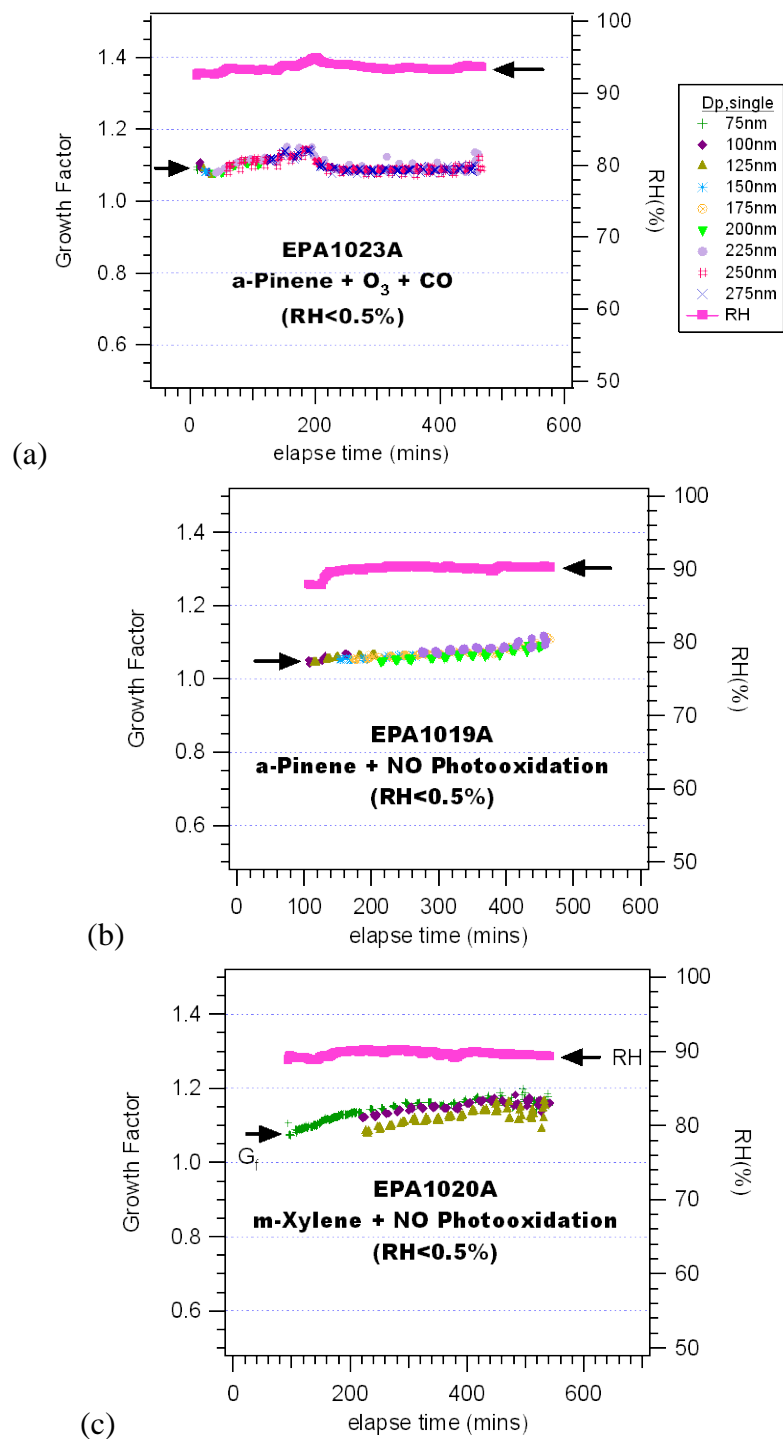 100
1.4
90
1.2
80
1.0
70
0.8
60
0.6
50
Growth Factor
RH(%)
EPA1023A
a-Pinene + O3 + CO
(RH<0.5%)
0
200
400
600
elapse time (mins)
Dp,single
75nm
100nm
125nm
150nm
175nm
200nm
225nm
250nm
275nm
RH
(a)
100
1.4
90
1.2
80
1.0
70
0.8
60
0.6
50
Growth Factor
RH(%)
EPA1019A
a-Pinene + NO Photooxidation
(RH<0.5%)
0 100 200 300 400 500 600
elapse time (mins)
(b)
100
1.4
90
RH
1.2
80
1.0
Gf
70
0.8
60
0.6
50
Growth Factor
RH(%)
EPA1020A
m-Xylene + NO Photooxidation
(RH<0.5%)
0 200 400 600
elapse time (mins)
(c)